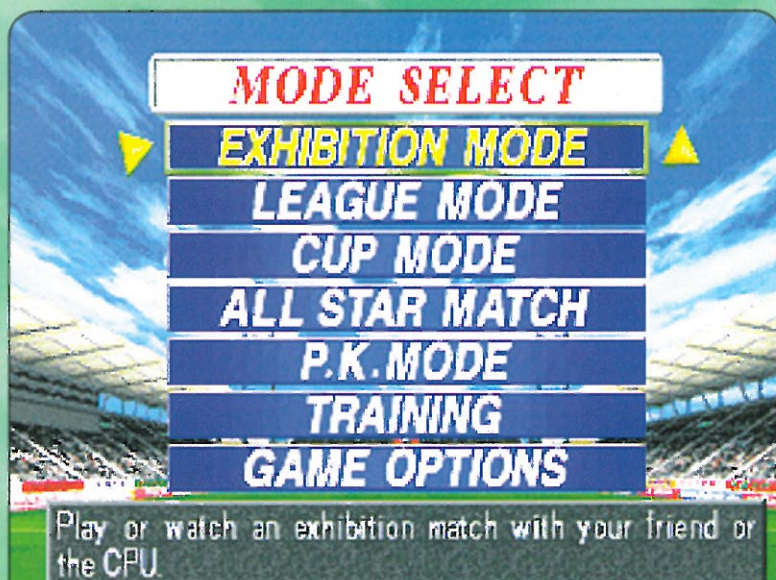 MODE SELECT
EXHIBITION MODE
LEAGUE MODE
CUP MODE
ALL STAR MATCH
P.K.MODE
TRAINING
GAME OPTIONS
Play or watch an exhibition match with your friend or
the CPU.